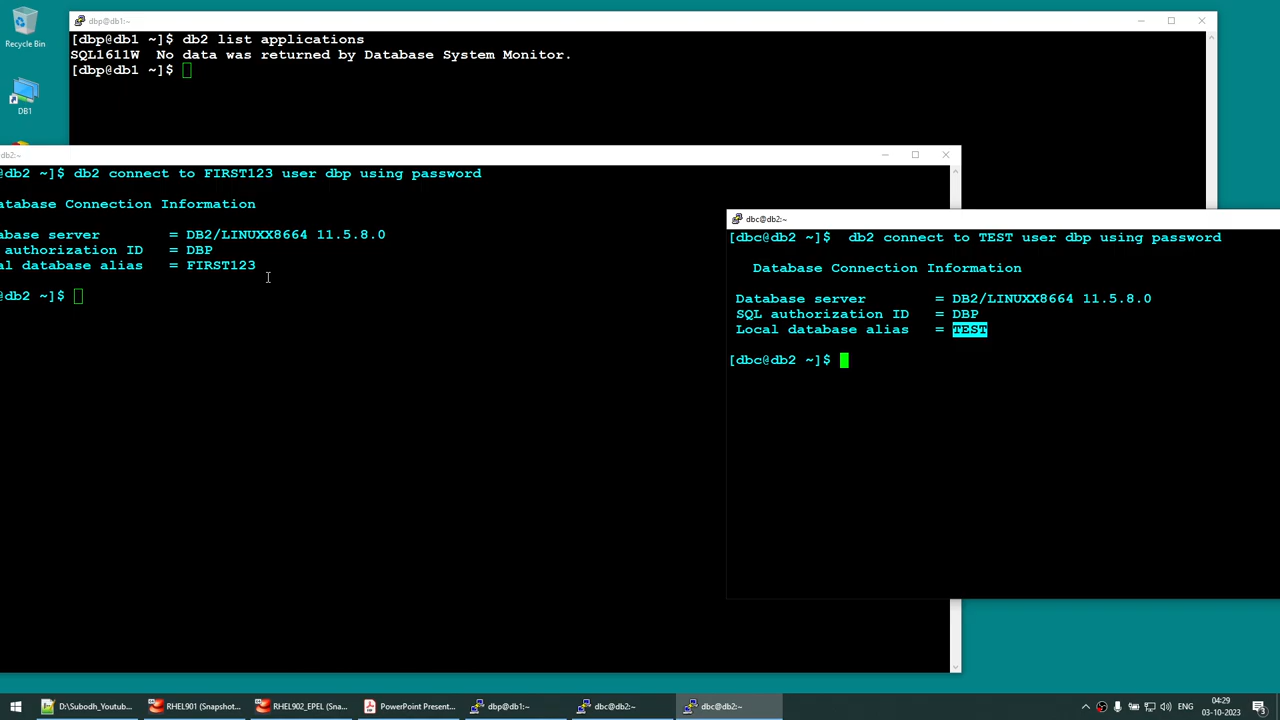 Recycle Bin
DB1
dbp@db1:~
[dbp@db1 ~]$ db2 list applications
SQL1611W  No data was returned by Database System Monitor.
[dbp@db1 ~]$
db2:~
@db2 ~]$ db2 connect to FIRST123 user dbp using password
atabase Connection Information
abase server        = DB2/LINUXX8664 11.5.8.0
authorization ID   = DBP
al database alias   = FIRST123
@db2 ~]$
dbc@db2:~
[dbc@db2 ~]$  db2 connect to TEST user dbp using password
Database Connection Information
Database server        = DB2/LINUXX8664 11.5.8.0
SQL authorization ID   = DBP
Local database alias   = TEST
[dbc@db2 ~]$
D:\Subodh_Youtub...
RHEL901 (Snapshot...
RHEL902_EPEL (Sna...
PowerPoint Present...
dbp@db1:~
dbc@db2:~
dbc@db2:~
ENG
04:29
03-10-2023